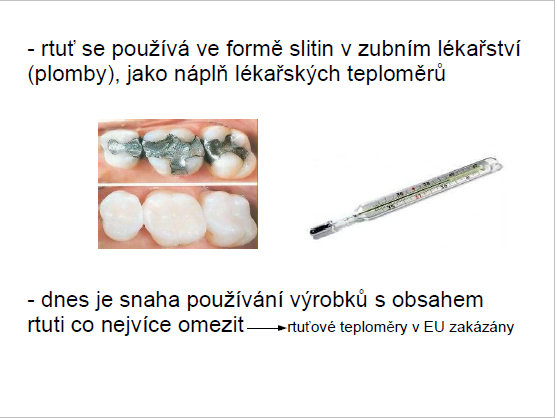 - rtuť se používá ve formě slitin v zubním lékařství
(plomby), jako náplň lékařských teploměrů
- dnes je snaha používání výrobků s obsahem
rtuti co nejvíce omezit rtuťové teploměry v EU zakázány